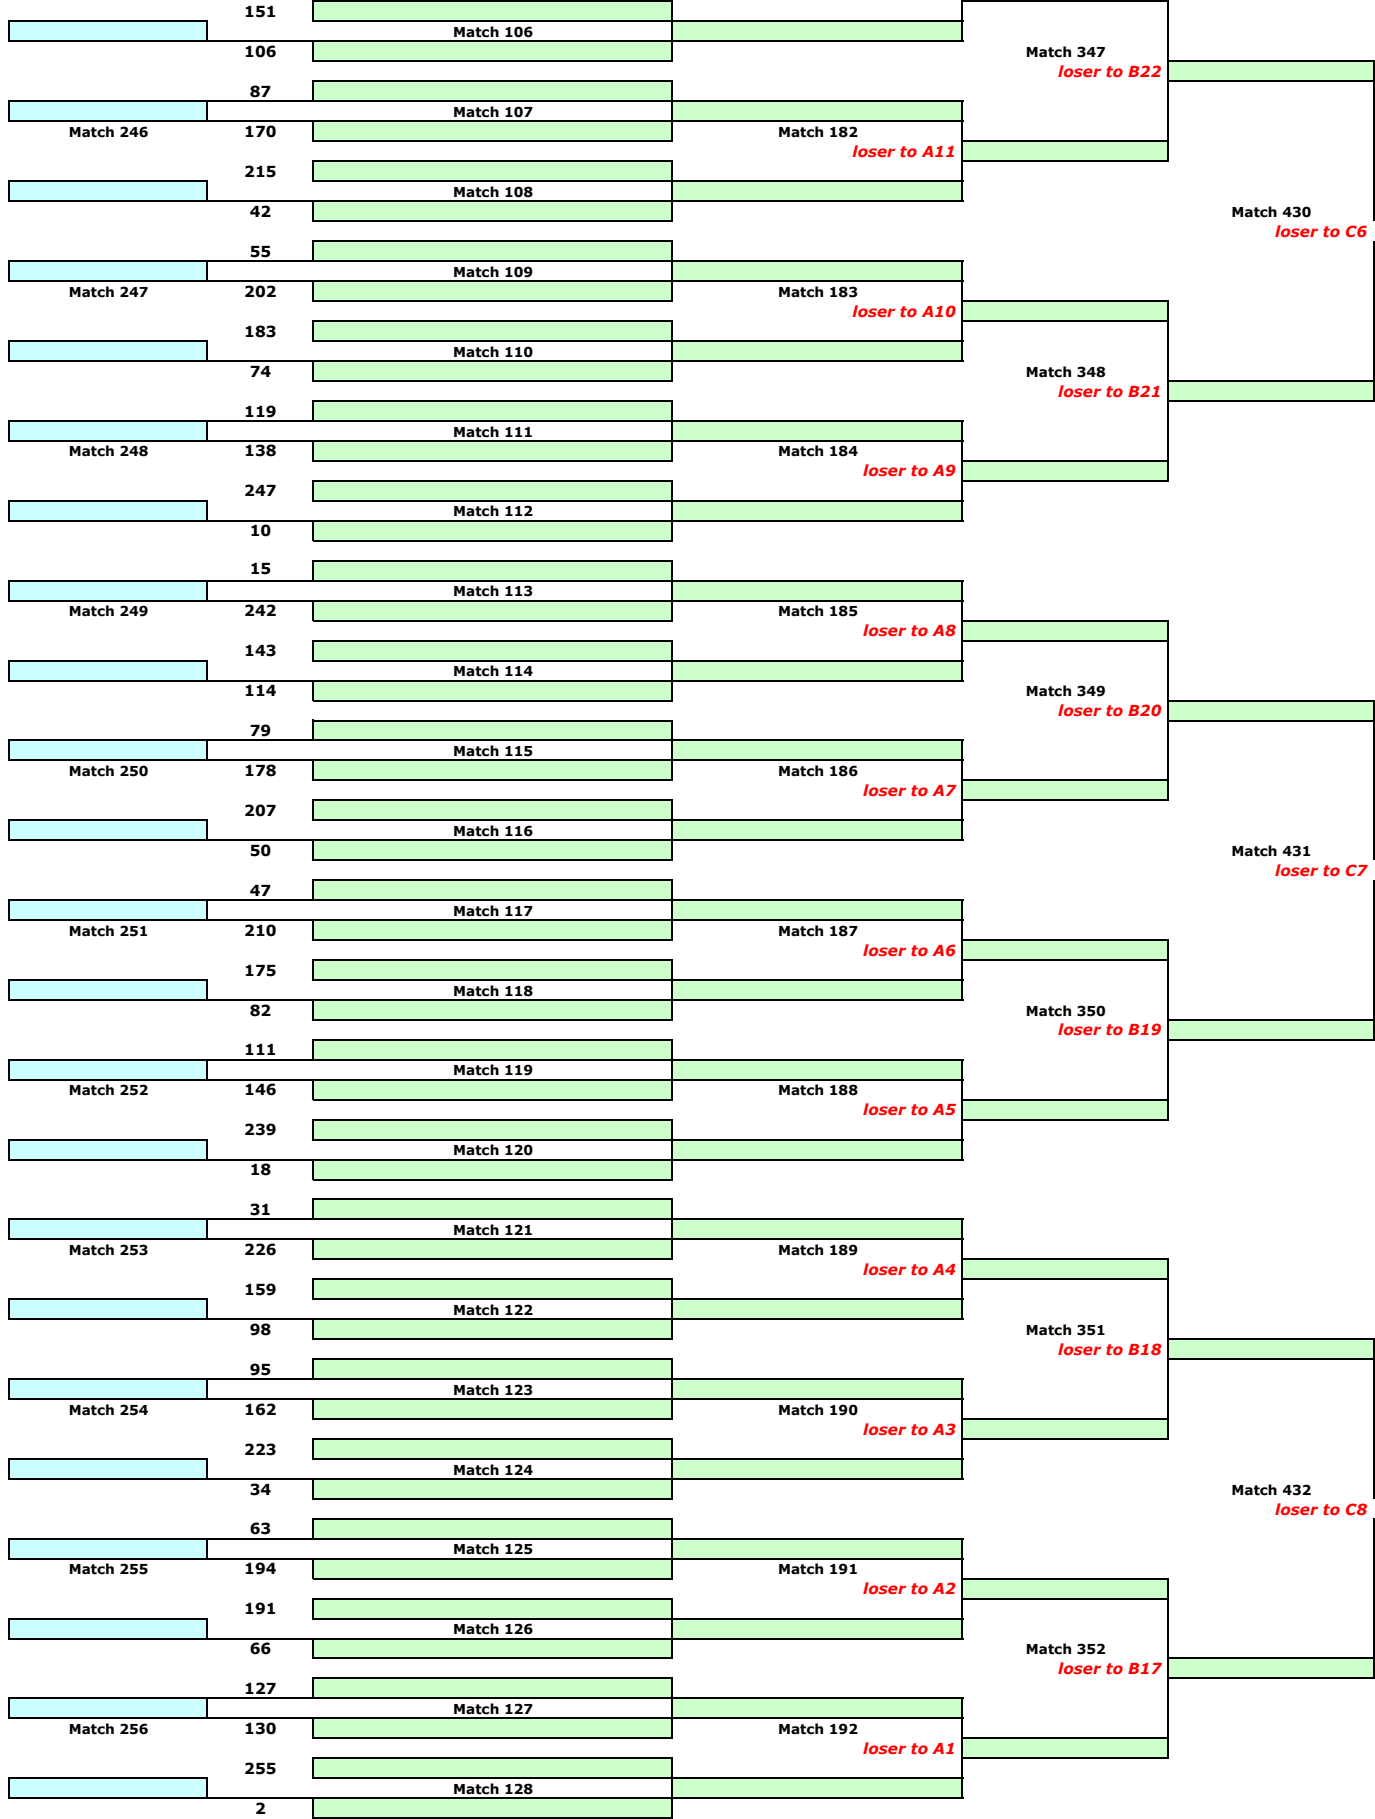 151
Match 106
106 Match 347
loser to B22
87
Match 107
Match 246 170 Match 182
loser to A11
215
Match 108
42 Match 430
loser to C6
55
Match 109
Match 247 202 Match 183
loser to A10
183
Match 110
74 Match 348
loser to B21
119
Match 111
Match 248 138 Match 184
loser to A9
247
Match 112
10
15
Match 113
Match 249 242 Match 185
loser to A8
143
Match 114
114 Match 349
loser to B20
79
Match 115
Match 250 178 Match 186
loser to A7
207
Match 116
50 Match 431
loser to C7
47
Match 117
Match 251 210 Match 187
loser to A6
175
Match 118
82 Match 350
loser to B19
111
Match 119
Match 252 146 Match 188
loser to A5
239
Match 120
18
31
Match 121
Match 253 226 Match 189
loser to A4
159
Match 122
98 Match 351
loser to B18
95
Match 123
Match 254 162 Match 190
loser to A3
223
Match 124
34 Match 432
loser to C8
63
Match 125
Match 255 194 Match 191
loser to A2
191
Match 126
66 Match 352
loser to B17
127
Match 127
Match 256 130 Match 192
loser to A1
255
Match 128
2